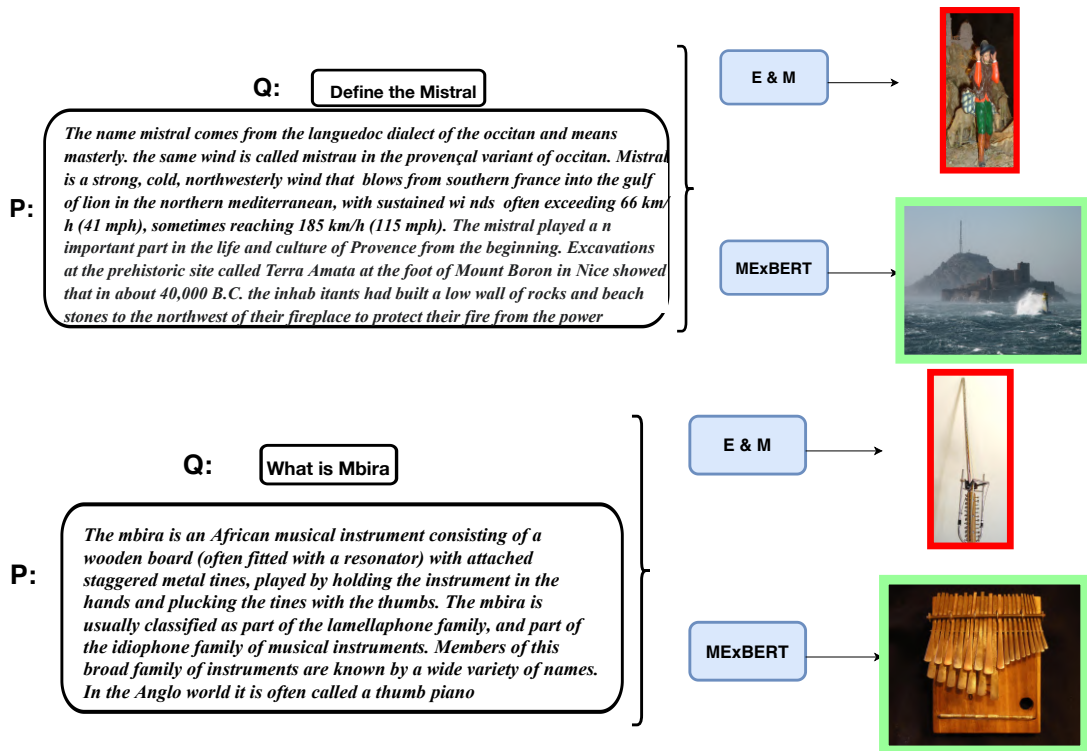 Q: Define the Mistral
E & M
P:
The name mistral comes from the languedoc dialect of the occitan and means
masterly. the same wind is called mistrau in the provençal variant of occitan. Mistral
is a strong, cold, northwesterly wind that blows from southern france into the gulf
of lion in the northern mediterranean, with sustained wi nds often exceeding 66 km/
h (41 mph), sometimes reaching 185 km/h (115 mph). The mistral played a n
important part in the life and culture of Provence from the beginning. Excavations
at the prehistoric site called Terra Amata at the foot of Mount Boron in Nice showed
that in about 40,000 B.C. the inhab itants had built a low wall of rocks and beach
stones to the northwest of their fireplace to protect their fire from the power
MExBERT
Q: What is Mbira
E & M
P:
The mbira is an African musical instrument consisting of a
wooden board (often fitted with a resonator) with attached
staggered metal tines, played by holding the instrument in the
hands and plucking the tines with the thumbs. The mbira is
usually classified as part of the lamellaphone family, and part of
the idiophone family of musical instruments. Members of this
broad family of instruments are known by a wide variety of names.
In the Anglo world it is often called a thumb piano
MExBERT